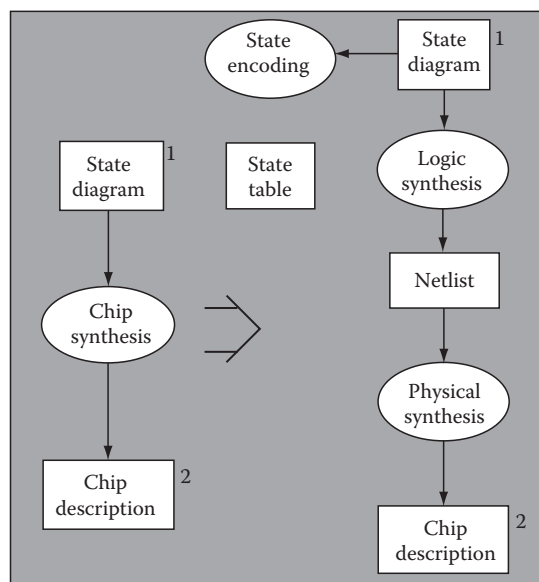 State
encoding
State
diagram
1
State
diagram
1
State
table
Logic
synthesis
Netlist
Chip
synthesis
Physical
synthesis
Chip
description
2
Chip
description
2